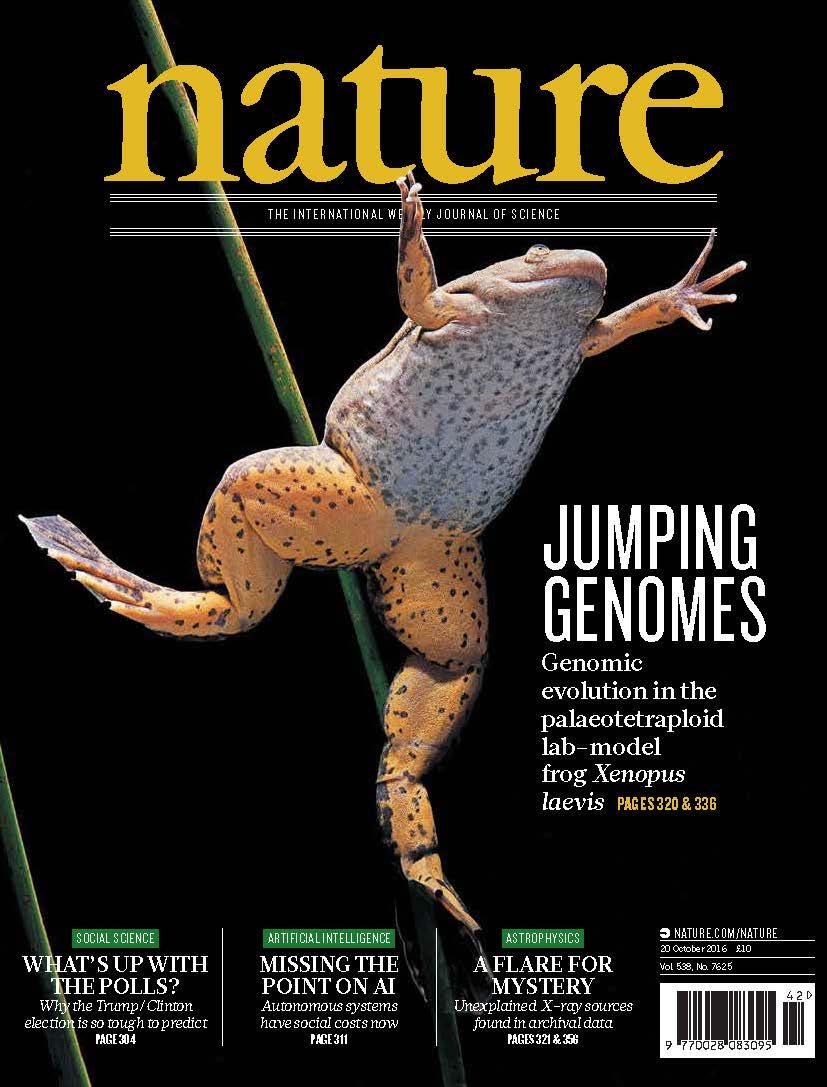 nature
THE INTERNATIONAL WEEKLY JOURNAL OF SCIENCE
JUMPING
GENOMES
Genomic
evolution in the
palaeotetraploid
lab-model
frog Xenopus
laevis PAGES 320 & 336
SOCIAL SCIENCE
WHAT'S UP WITH
THE POLLS?
Why the Trump/Clinton
election is so tough to predict
PAGE 304
ARTIFICIAL INTELLIGENCE
MISSING THE
POINT ON AI
Autonomous systems
have social costs now
PAGE 311
ASTROPHYSICS
A FLARE FOR
MYSTERY
Unexplained X-ray sources
found in archival data
PAGES 321 & 356
NATURE.COM/NATURE
20 October 2016 £10
Vol. 538, No. 7625
42
9 770028 083095